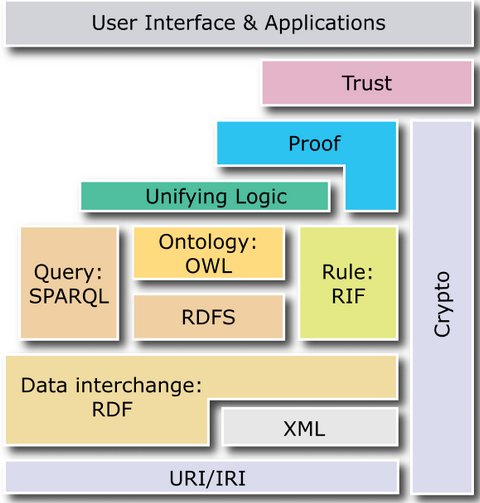 User Interface & Applications
Trust
Proof
Unifying Logic
Query:
SPARQL
Ontology:
OWL
RDFS
Rule:
RIF
Crypto
Data interchange:
RDF
XML
URI/IRI